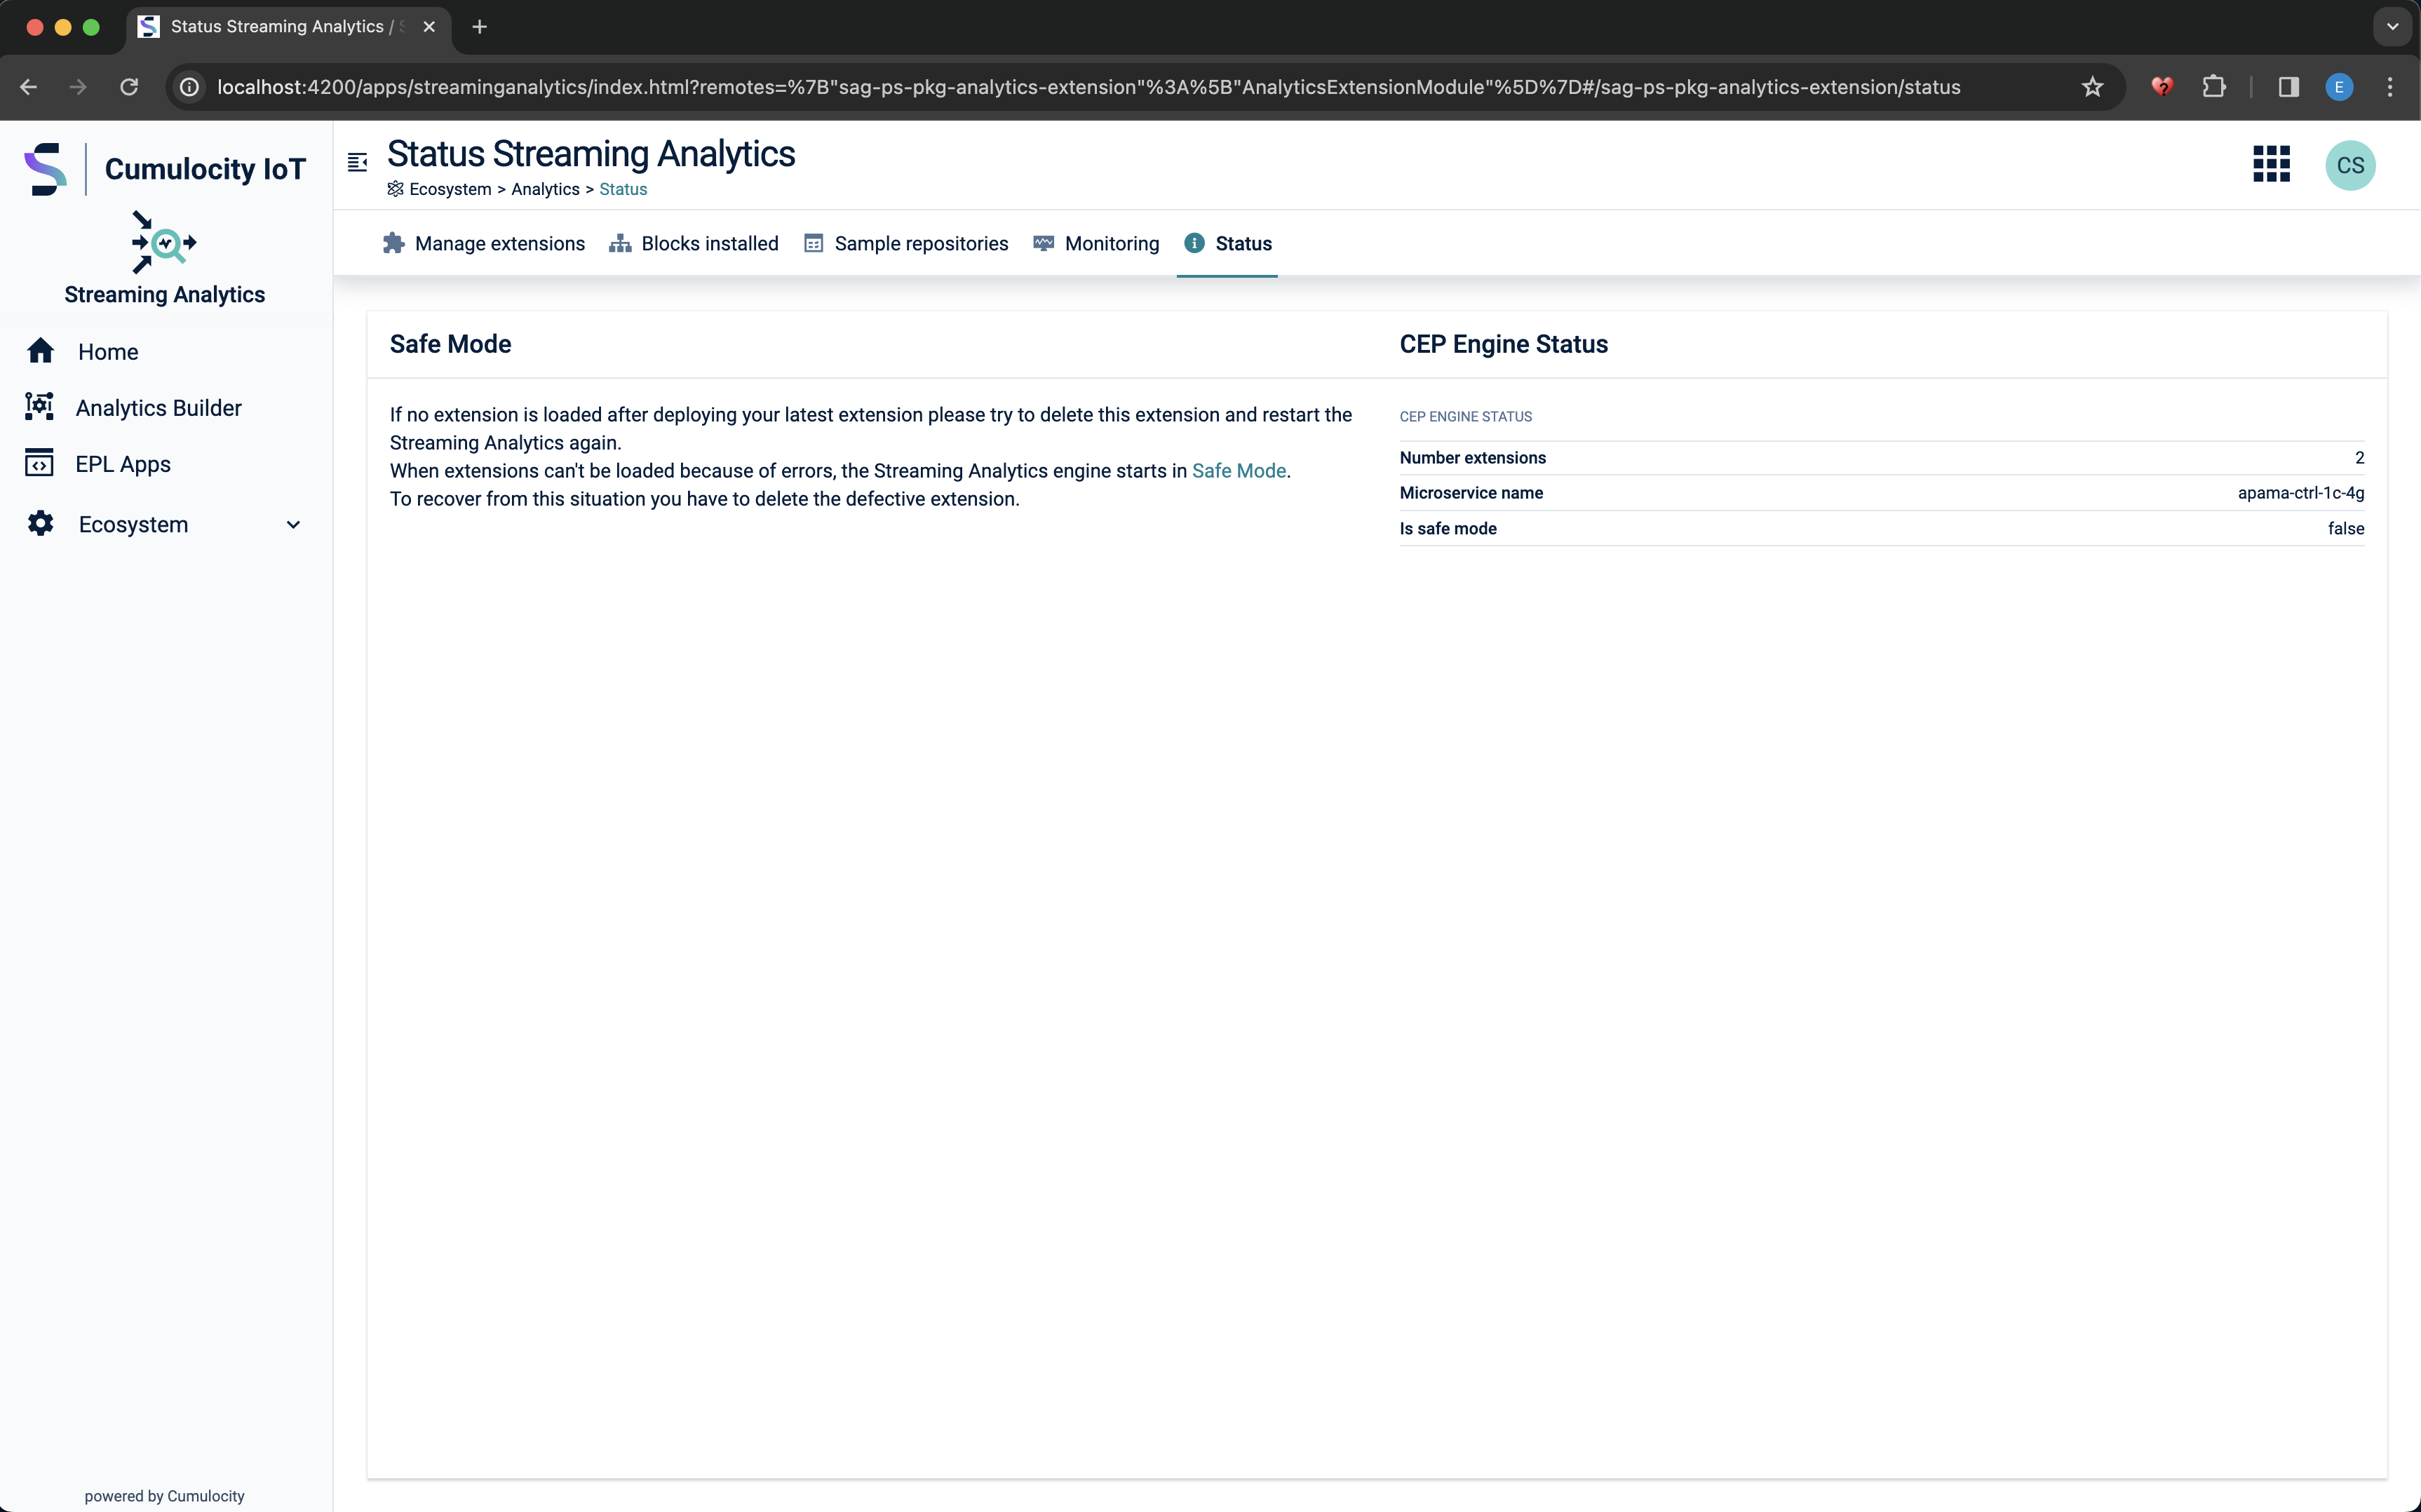 Status Streaming Analytics /
localhost:4200/apps/streaminganalytics/index.html?remotes=%7B"sag-ps-pkg-analytics-extension"%3A%5B"AnalyticsExtensionModule"%5D%7D#/sag-ps-pkg-analytics-extension/status
E
Cumulocity IoT
Streaming Analytics
Home
Analytics Builder
EPL Apps
Ecosystem
powered by Cumulocity
Status Streaming Analytics
Ecosystem > Analytics > Status
CS
Manage extensions Blocks installed Sample repositories Monitoring Status
Safe Mode
If no extension is loaded after deploying your latest extension please try to delete this extension and restart the
Streaming Analytics again.
When extensions can't be loaded because of errors, the Streaming Analytics engine starts in Safe Mode.
To recover from this situation you have to delete the defective extension.
CEP Engine Status
CEP ENGINE STATUS
Number extensions 2
Microservice name apama-ctrl-1c-4g
Is safe mode false